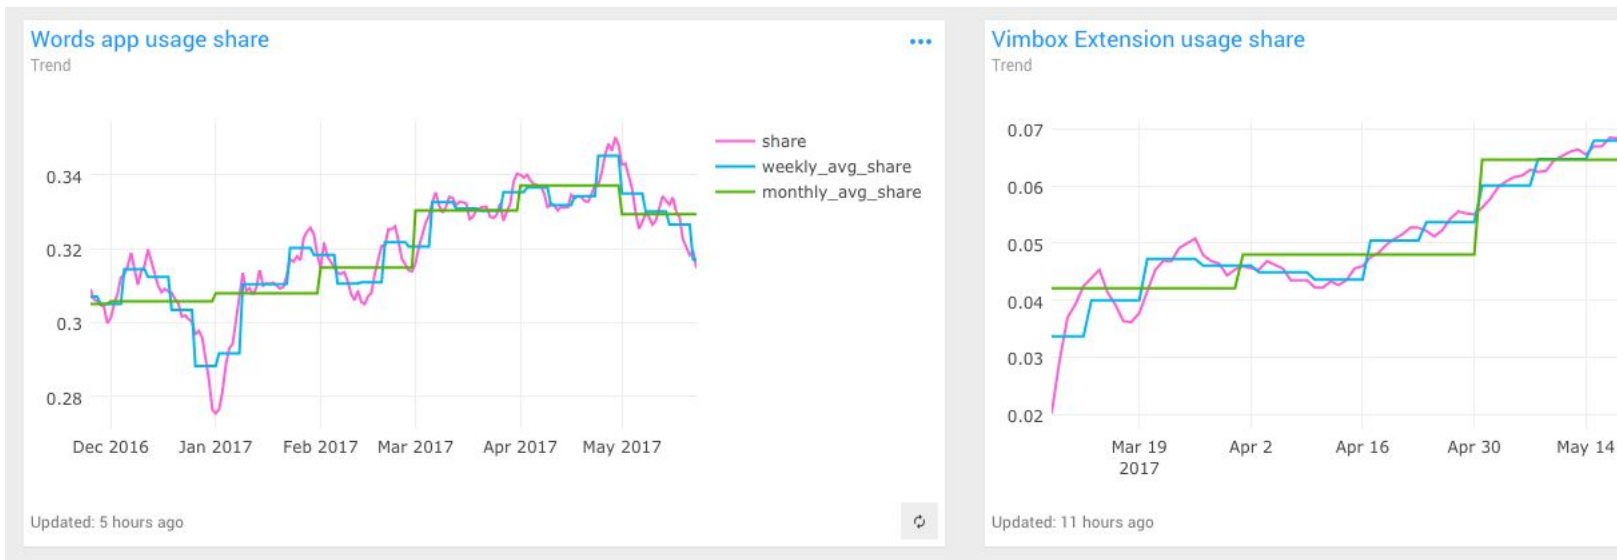 Words app usage share
Trend
0.34
0.32
0.3
0.28
Dec 2016 Jan 2017 Feb 2017 Mar 2017 Apr 2017 May 2017
share
weekly_avg_share
monthly_avg_share
Updated: 5 hours ago
Vimbox Extension usage share
Trend
0.07
0.06
0.05
0.04
0.03
0.02
Mar 19 Apr 2 Apr 16 Apr 30 May 14
2017
Updated: 11 hours ago